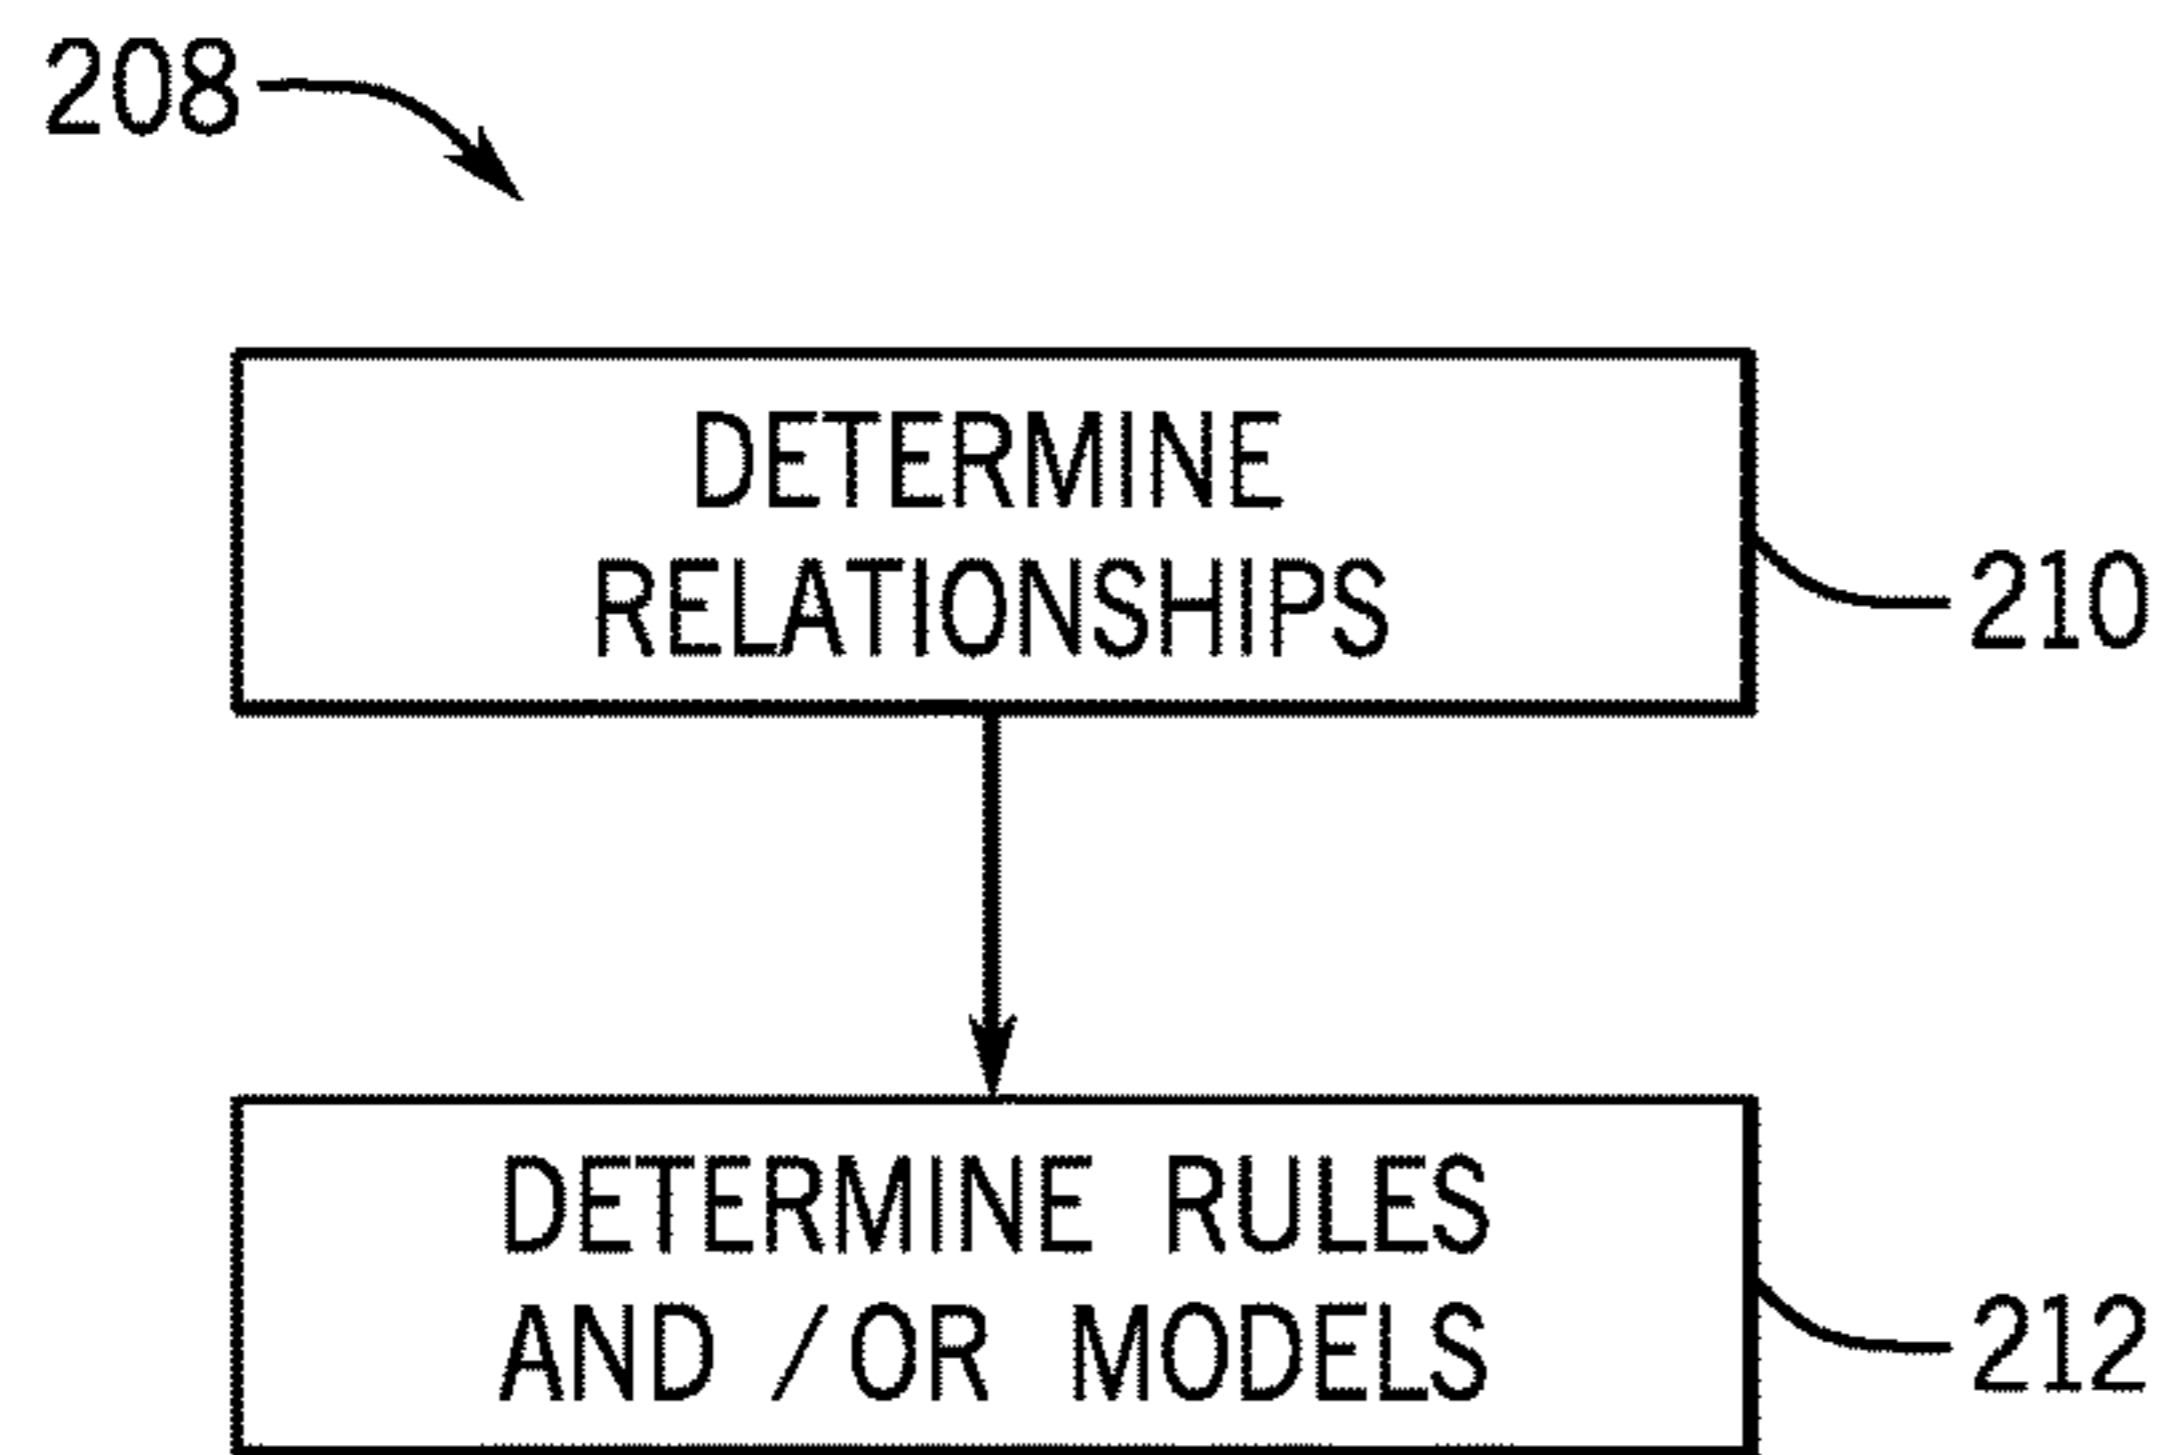 208
DETERMINE
RELATIONSHIPS
210
DETERMINE RULES
AND /OR MODELS
212